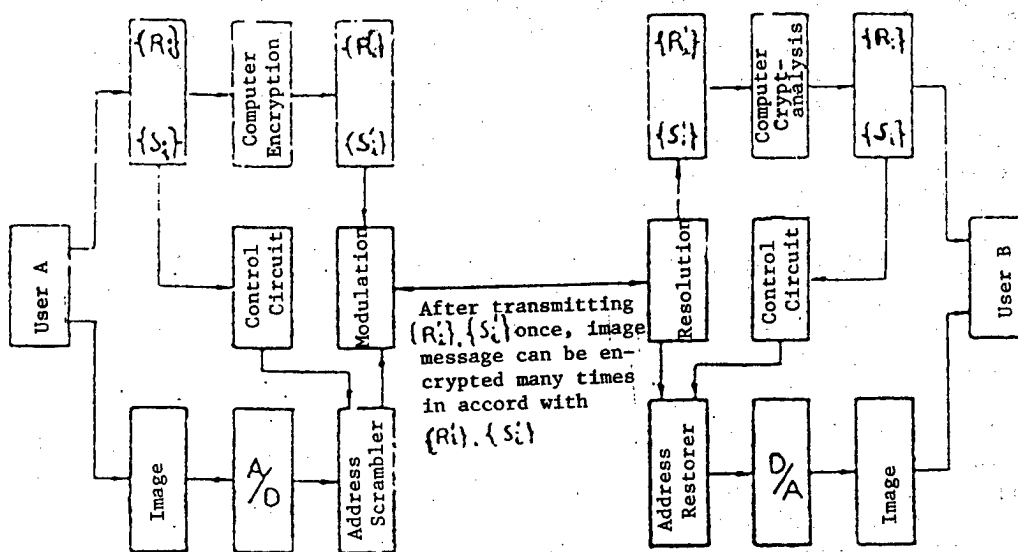 User A
{Ri}
{Si}
Computer
Encryption
{R'i}
{S'i}
Control
Circuit
Modulation
Image
A/D
Address
Scrambler
After transmitting
{R'i}. {S'i} once, image
message can be en-
crypted many times
in accord with
{R'i}. {S'i}
{R'i}
{S'i}
Computer
Crypt-
analysis
{Ri}
{Si}
Resolution
Control
Circuit
Address
Restorer
D/A
Image
User B